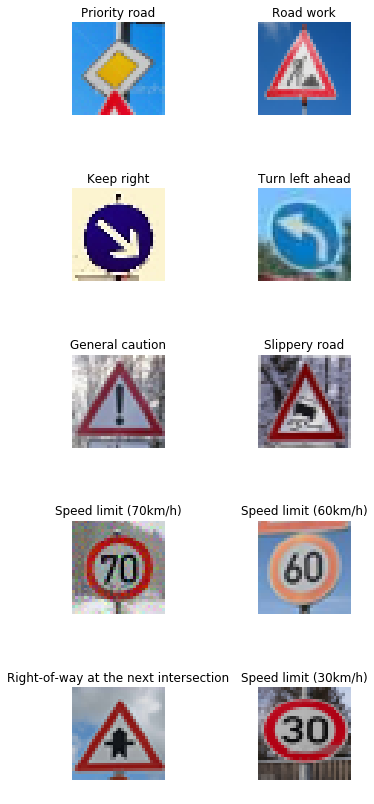 Priority road
Road work
Keep right
Turn left ahead
General caution
Slippery road
Speed limit (70km/h)
Speed limit (60km/h)
70
60
Right-of-way at the next intersection
Speed limit (30km/h)
30